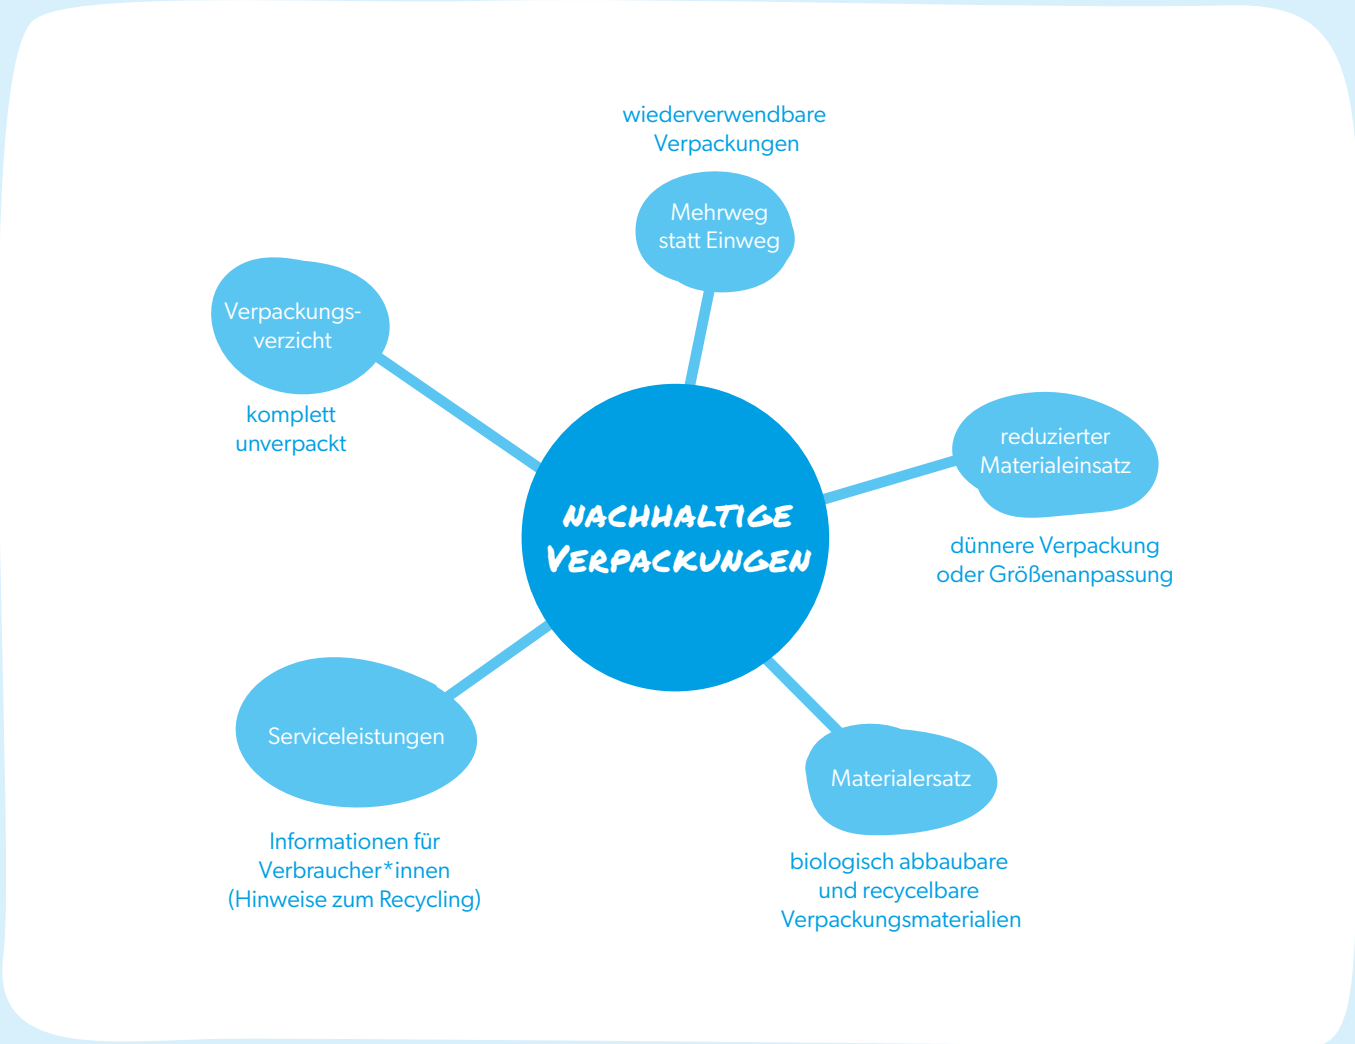 wiederverwendbare
Verpackungen
Mehrweg
statt Einweg
Verpackungs-
verzicht
komplett
unverpackt
reduzierter
Materialeinsatz
dünnere Verpackung
oder Größenanpassung
NACHHALTIGE
VERPACKUNGEN
Serviceleistungen
Informationen für
Verbraucher*innen
(Hinweise zum Recycling)
Materialersatz
biologisch abbaubare
und recycelbare
Verpackungsmaterialien